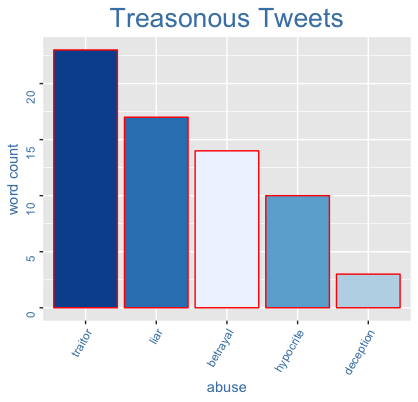 Treasonous Tweets
word count
20
15
10
5
0
traitor
liar
betrayal
hypocrite
deception
abuse